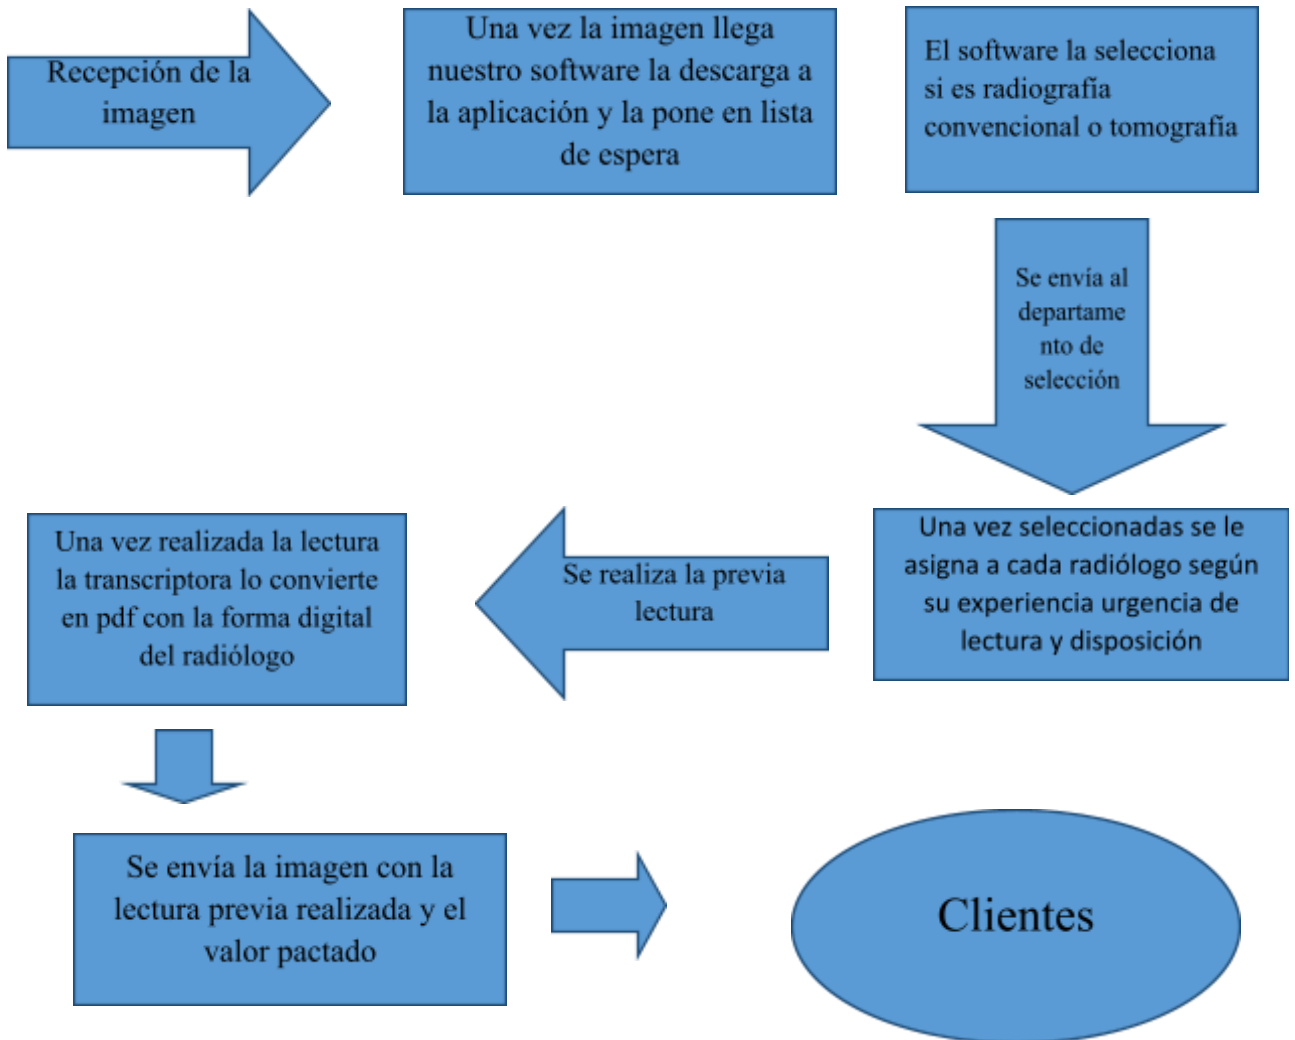 Recepción de la
imagen
Una vez la imagen llega
nuestro software la descarga a
la aplicación y la pone en lista
de espera
El software la selecciona
si es radiografía
convencional o tomografía
Se envía al
departame
nto de
selección
Una vez seleccionadas se le
asigna a cada radiólogo según
su experiencia urgencia de
lectura y disposición
Se realiza la previa
lectura
Una vez realizada la lectura
la transcriptora lo convierte
en pdf con la forma digital
del radiólogo
Se envía la imagen con la
lectura previa realizada y el
valor pactado
Clientes